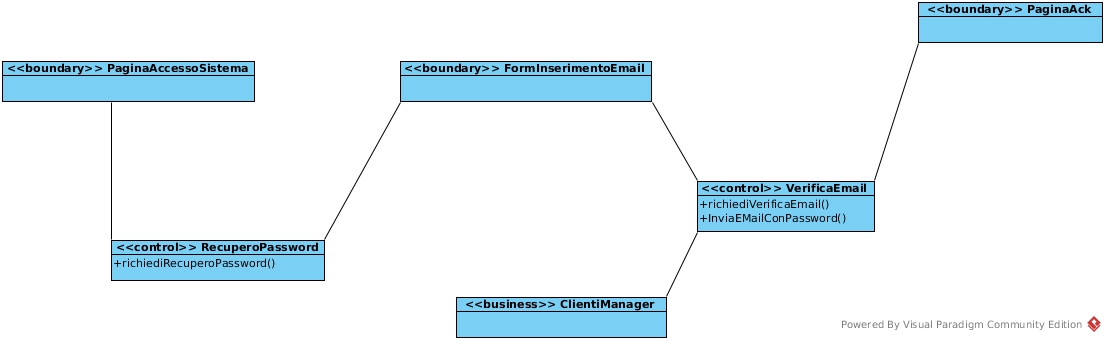 <<boundary>> PaginaAck
<<boundary>> PaginaAccessoSistema
<<boundary>> FormInserimentoEmail
<<control>> VerificaEmail
+richiediVerificaEmail()
+InviaEMailConPassword()
<<control>> RecuperoPassword
+richiediRecuperoPassword()
<<business>> ClientiManager
Powered By Visual Paradigm Community Edition